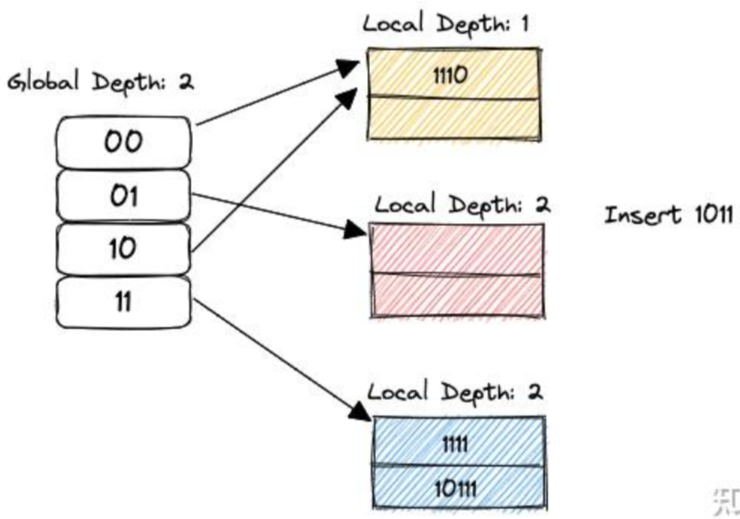 Local Depth: 1
Global Depth: 2
1110
00
01
10
11
Local Depth: 2
Insert 1011
Local Depth: 2
1111
10111
知